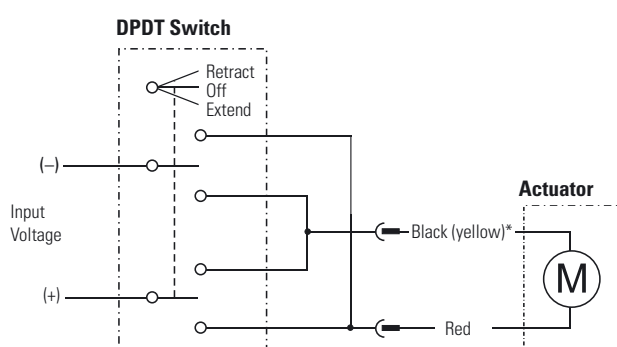 DPDT Switch
Retract
Off
Extend
(–)
Input
Voltage
(+)
Black (yellow)*
Red
Actuator
M